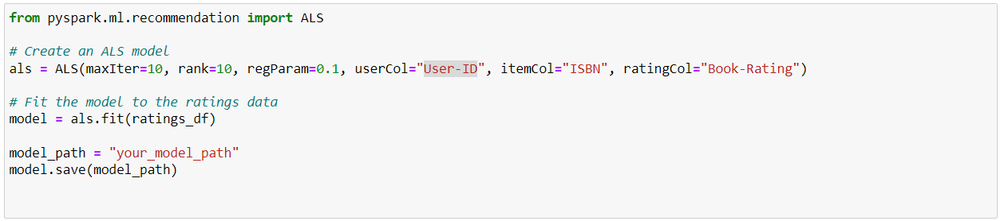 from pyspark.ml.recommendation import ALS
# Create an ALS model
als = ALS(maxIter=10, rank=10, regParam=0.1, userCol="User-ID", itemCol="ISBN", ratingCol="Book-Rating")
# Fit the model to the ratings data
model = als.fit(ratings_df)
model_path = "your_model_path"
model.save(model_path)